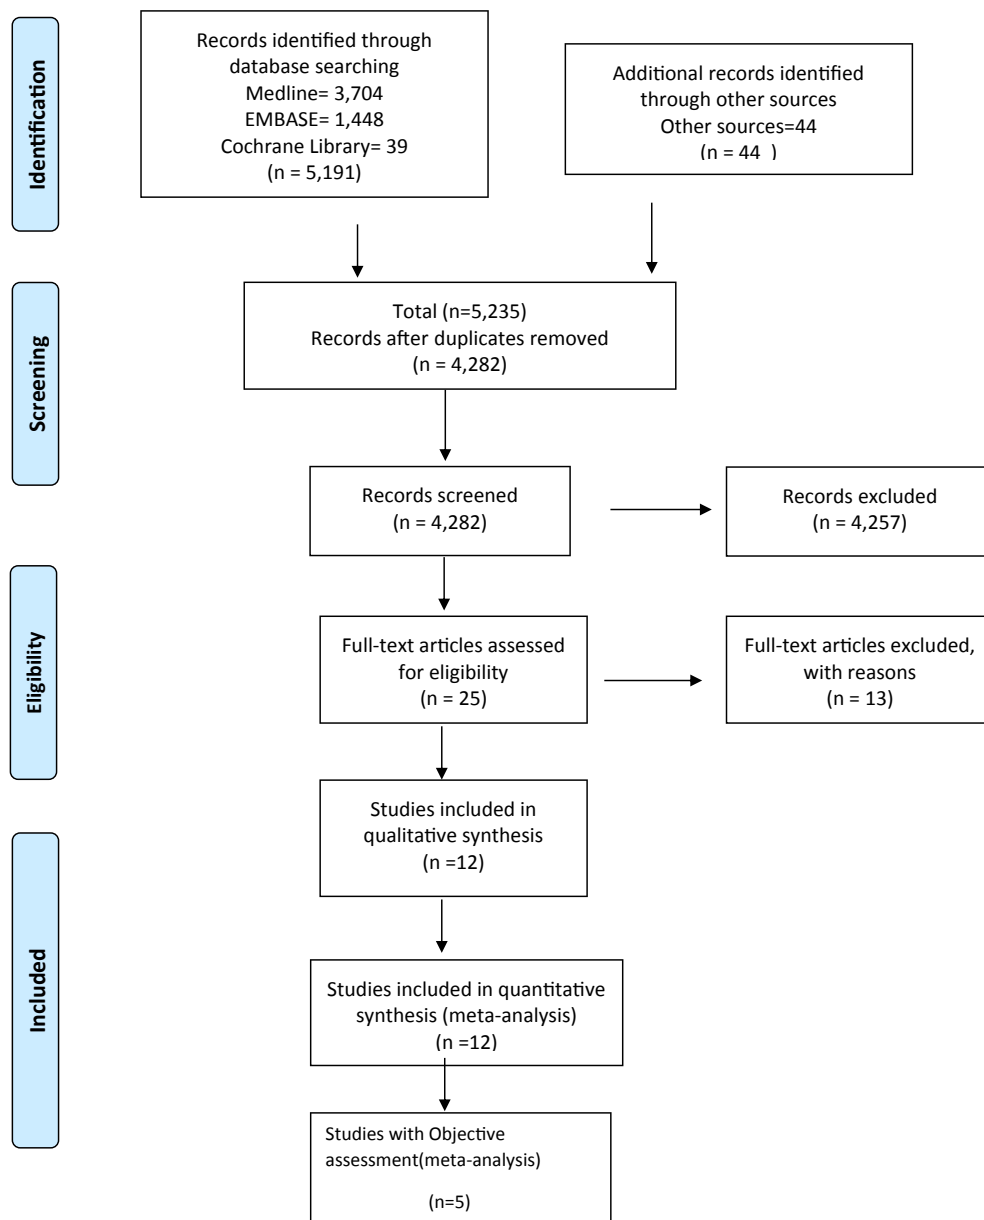 Identification
Records identified through
database searching
Medline= 3,704
EMBASE= 1,448
Cochrane Library= 39
(n = 5,191)
Additional records identified
through other sources
Other sources=44
(n = 44 )
Screening
Total (n=5,235)
Records after duplicates removed
(n = 4,282)
Records screened
(n = 4,282)
Records excluded
(n = 4,257)
Eligibility
Full-text articles assessed
for eligibility
(n = 25)
Full-text articles excluded,
with reasons
(n = 13)
Included
Studies included in
qualitative synthesis
(n =12)
Studies included in quantitative
synthesis (meta-analysis)
(n =12)
Studies with Objective
assessment(meta-analysis)
(n=5)